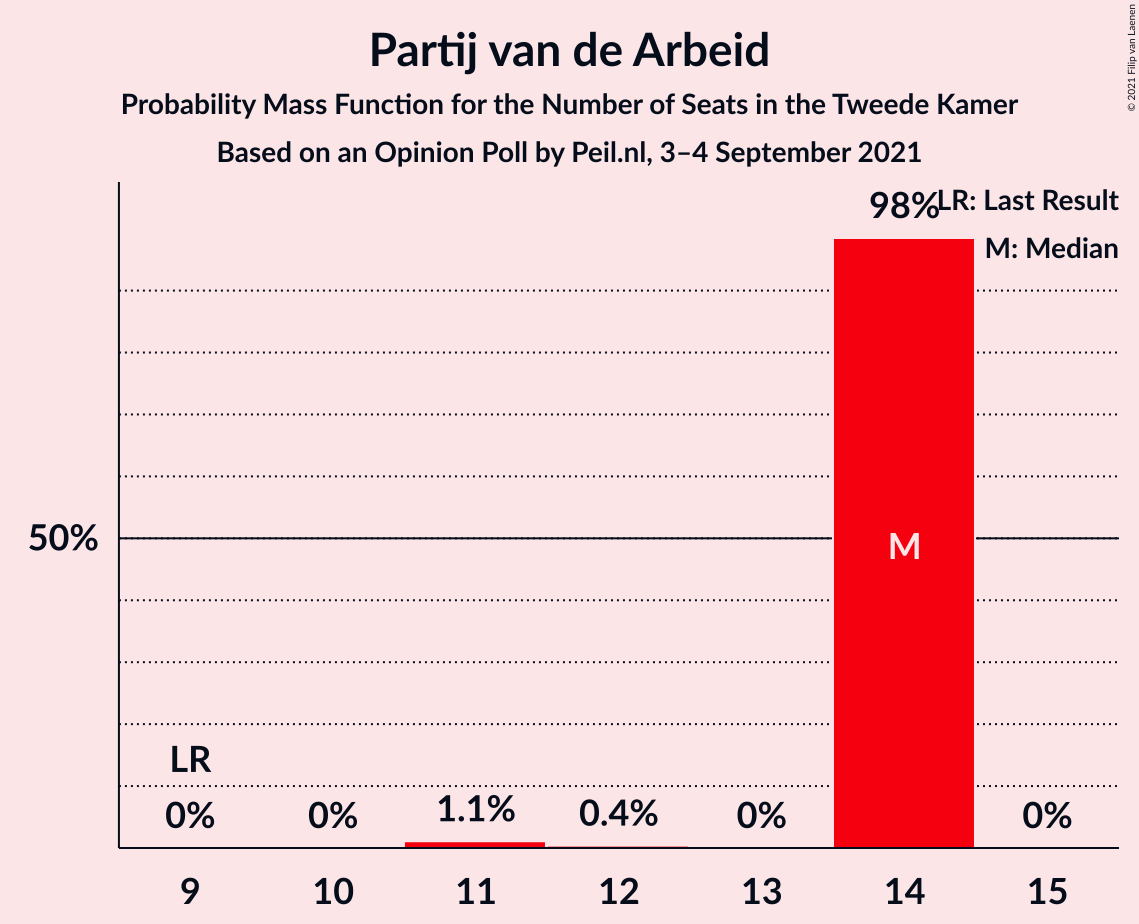 Partij van de Arbeid
Probability Mass Function for the Number of Seats in the Tweede Kamer
Based on an Opinion Poll by Peil.nl, 3–4 September 2021
© 2021 Filip van Laenen
98%
LR: Last Result
M: Median
50%
M
LR
0%
0%
1.1%
0.4%
0%
0%
9
10
11
12
13
14
15